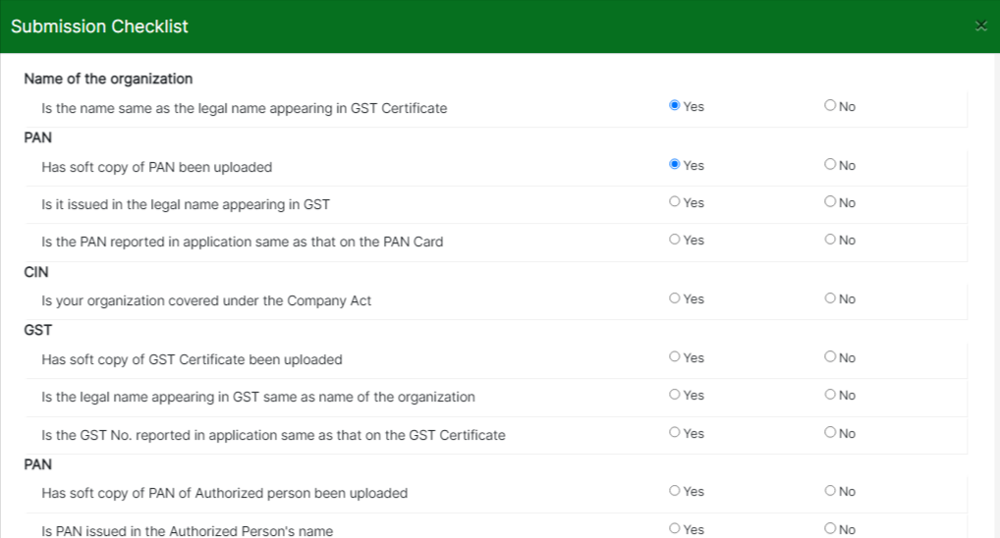 Submission Checklist ×
Name of the organization
Is the name same as the legal name appearing in GST Certificate Yes No
PAN
Has soft copy of PAN been uploaded Yes No
Is it issued in the legal name appearing in GST Yes No
Is the PAN reported in application same as that on the PAN Card Yes No
CIN
Is your organization covered under the Company Act Yes No
GST
Has soft copy of GST Certificate been uploaded Yes No
Is the legal name appearing in GST same as name of the organization Yes No
Is the GST No. reported in application same as that on the GST Certificate Yes No
PAN
Has soft copy of PAN of Authorized person been uploaded Yes No
Is PAN issued in the Authorized Person's name Yes No